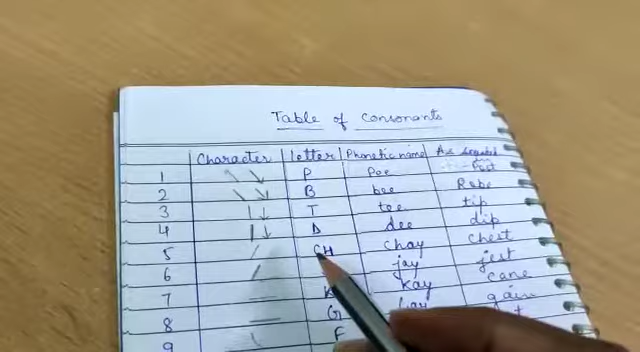 Table of Consonants
Character letter Phonetic name As
1 P Pee
2 B bee Robe
3 T tee tip
4 D dee dip
5 CH chay chest
6 jay jest
7 K kay cane
8 G gain
9 F